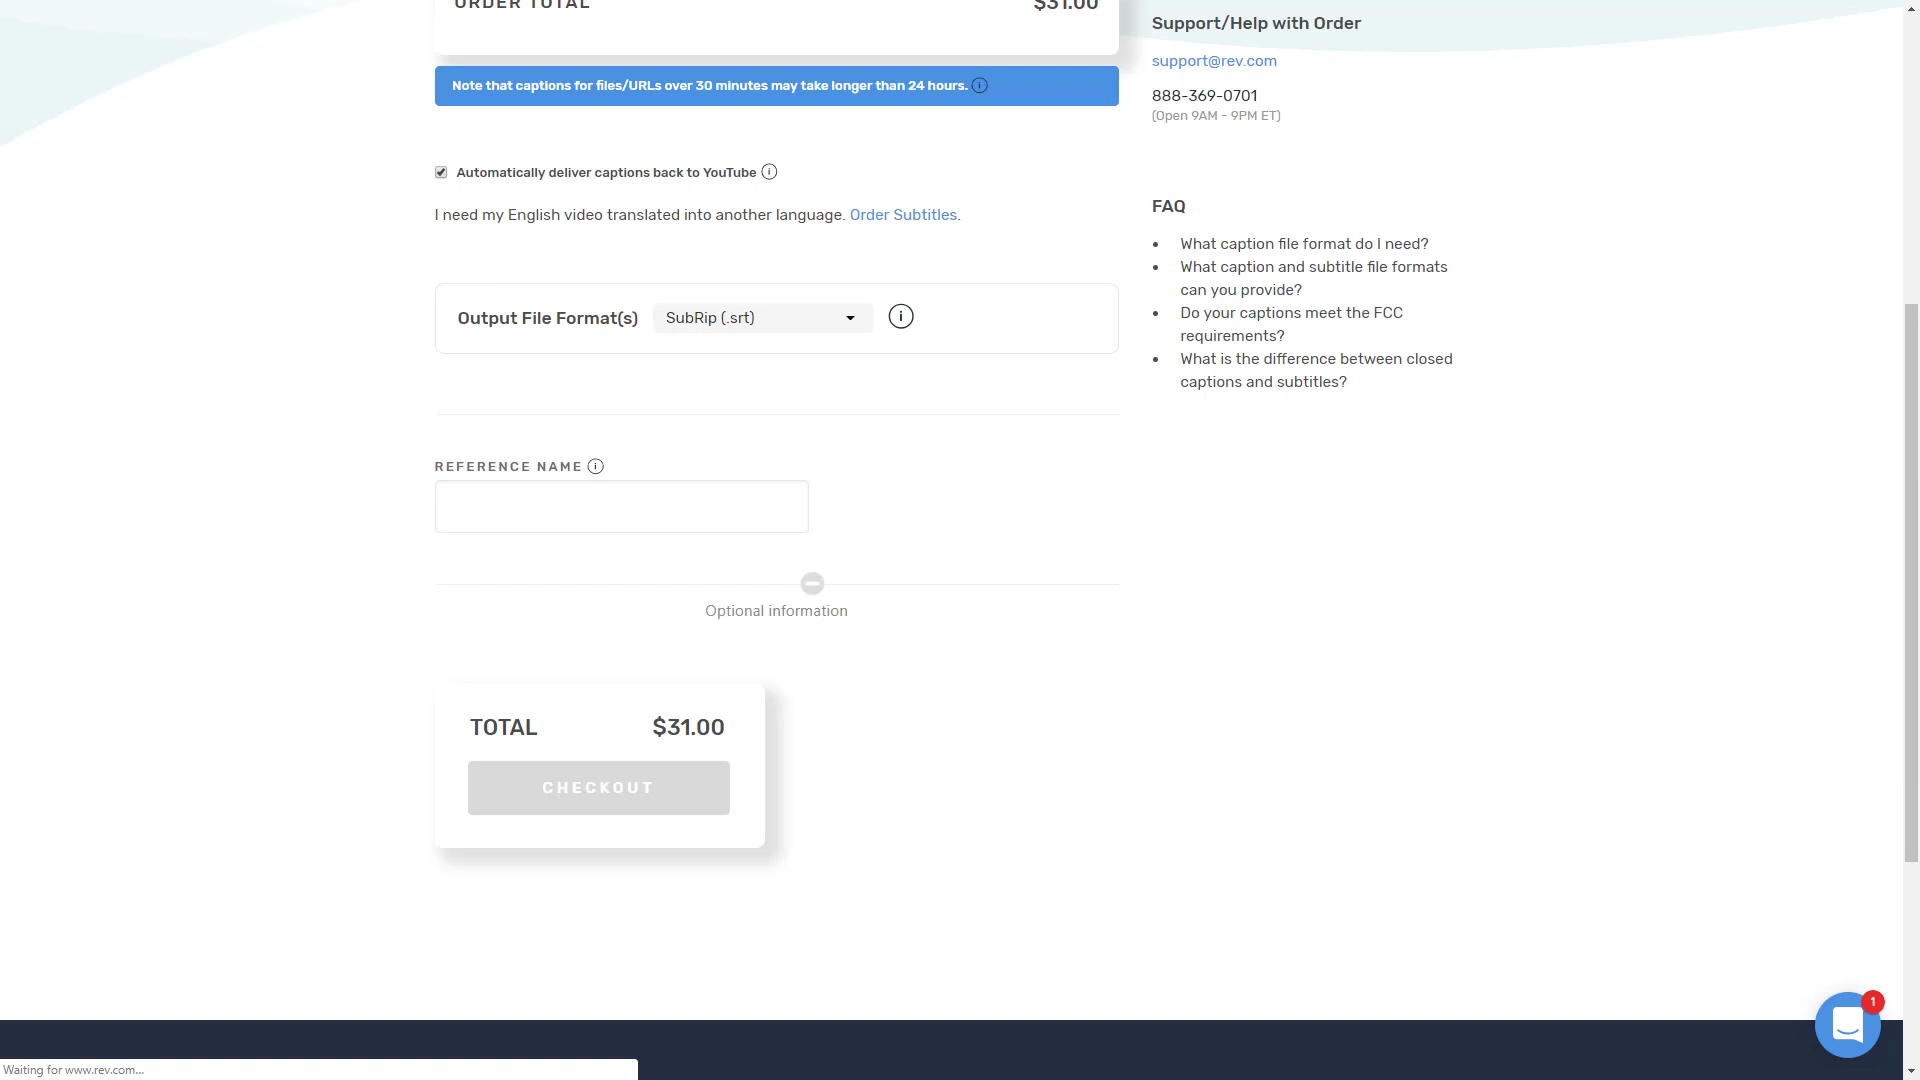 ORDER TOTAL $31.00
Note that captions for files/URLs over 30 minutes may take longer than 24 hours.
Automatically deliver captions back to YouTube
I need my English video translated into another language. Order Subtitles.
Output File Format(s) SubRip (.srt)
REFERENCE NAME
Optional information
TOTAL $31.00
CHECKOUT
Support/Help with Order
support@rev.com
888-369-0701
(Open 9AM - 9PM ET)
FAQ
• What caption file format do I need?
• What caption and subtitle file formats
can you provide?
• Do your captions meet the FCC
requirements?
• What is the difference between closed
captions and subtitles?
1
Waiting for www.rev.com...